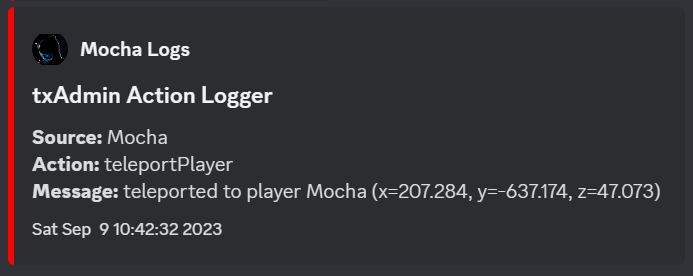 Mocha Logs
txAdmin Action Logger
Source: Mocha
Action: teleportPlayer
Message: teleported to player Mocha (x=207.284, y=-637.174, z=47.073)
Sat Sep  9 10:42:32 2023